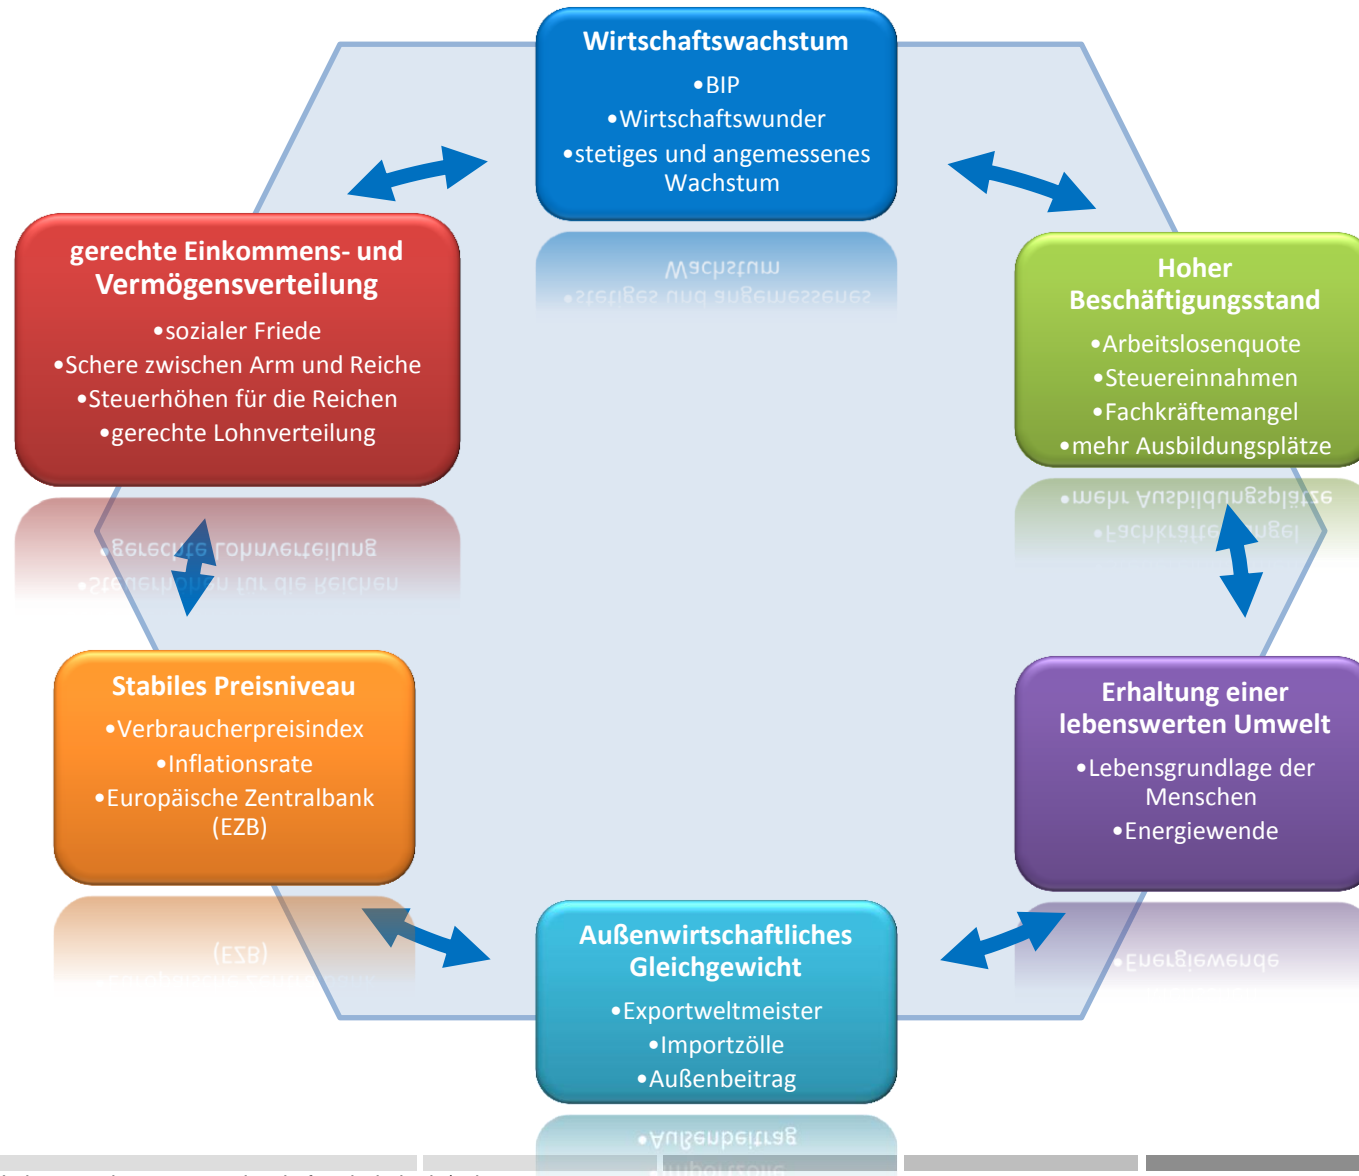 Wirtschaftswachstum
•BIP
•Wirtschaftswunder
•stetiges und angemessenes
Wachstum
gerechte Einkommens- und
Vermögensverteilung
•sozialer Friede
•Schere zwischen Arm und Reiche
•Steuerhöhen für die Reichen
•gerechte Lohnverteilung
Hoher
Beschäftigungsstand
•Arbeitslosenquote
•Steuereinnahmen
•Fachkräftemangel
•mehr Ausbildungsplätze
Stabiles Preisniveau
•Verbraucherpreisindex
•Inflationsrate
•Europäische Zentralbank
(EZB)
Erhaltung einer
lebenswerten Umwelt
•Lebensgrundlage der
Menschen
•Energiewende
Außenwirtschaftliches
Gleichgewicht
•Exportweltmeister
•Importzölle
•Außenbeitrag